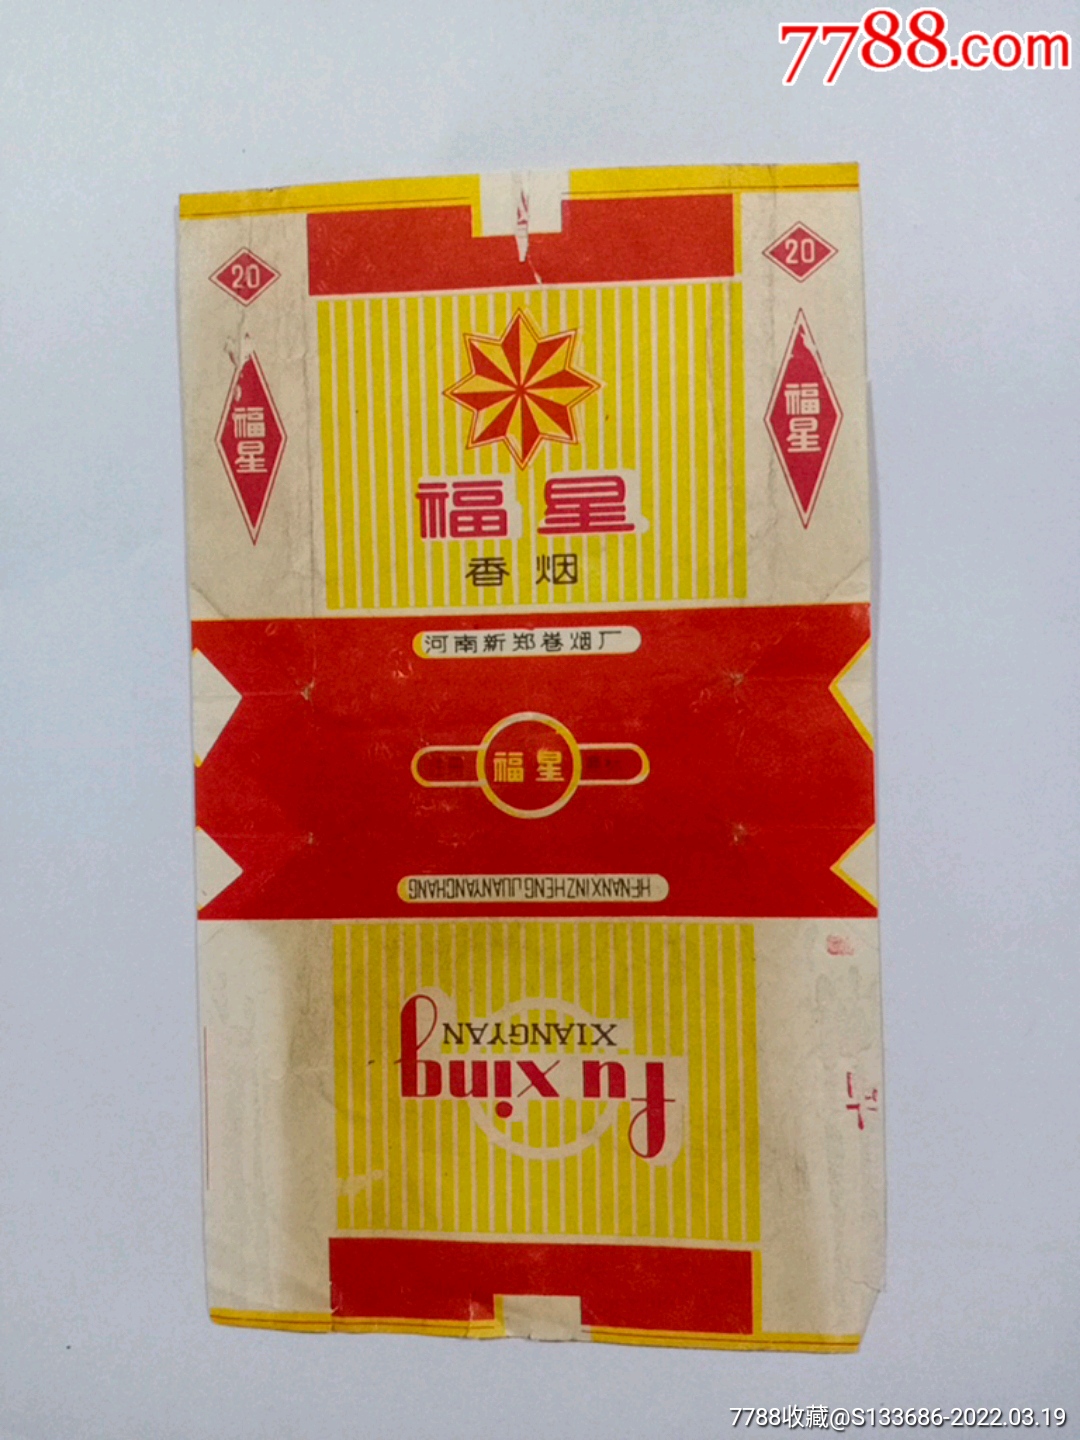 7788.com
20
20
福星
福星
福星
香烟
河南新郑卷烟厂
福星
HENANXINZHENGJUANYANCHANG
XIANGYAN
fu xing
7788收藏@S133686-2022.03.19